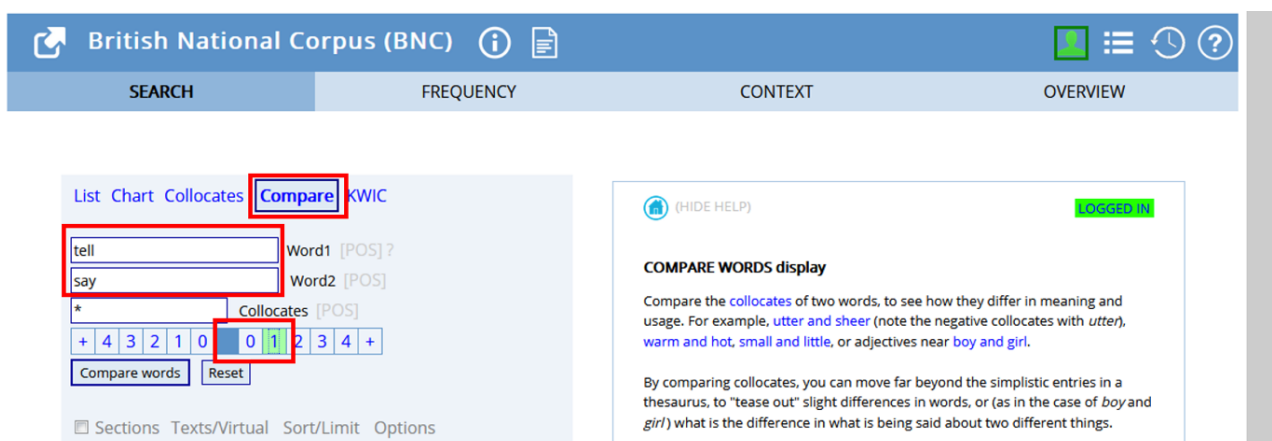 British National Corpus (BNC)
SEARCH FREQUENCY CONTEXT OVERVIEW
List Chart Collocates Compare KWIC
tell Word1 [POS] ?
say Word2 [POS]
* Collocates [POS]
+ 4 3 2 1 0 0 1 2 3 4 +
Compare words Reset
Sections Texts/Virtual Sort/Limit Options
(HIDE HELP) LOGGED IN
COMPARE WORDS display
Compare the collocates of two words, to see how they differ in meaning and
usage. For example, utter and sheer (note the negative collocates with utter),
warm and hot, small and little, or adjectives near boy and girl.
By comparing collocates, you can move far beyond the simplistic entries in a
thesaurus, to "tease out" slight differences in words, or (as in the case of boy and
girl) what is the difference in what is being said about two different things.